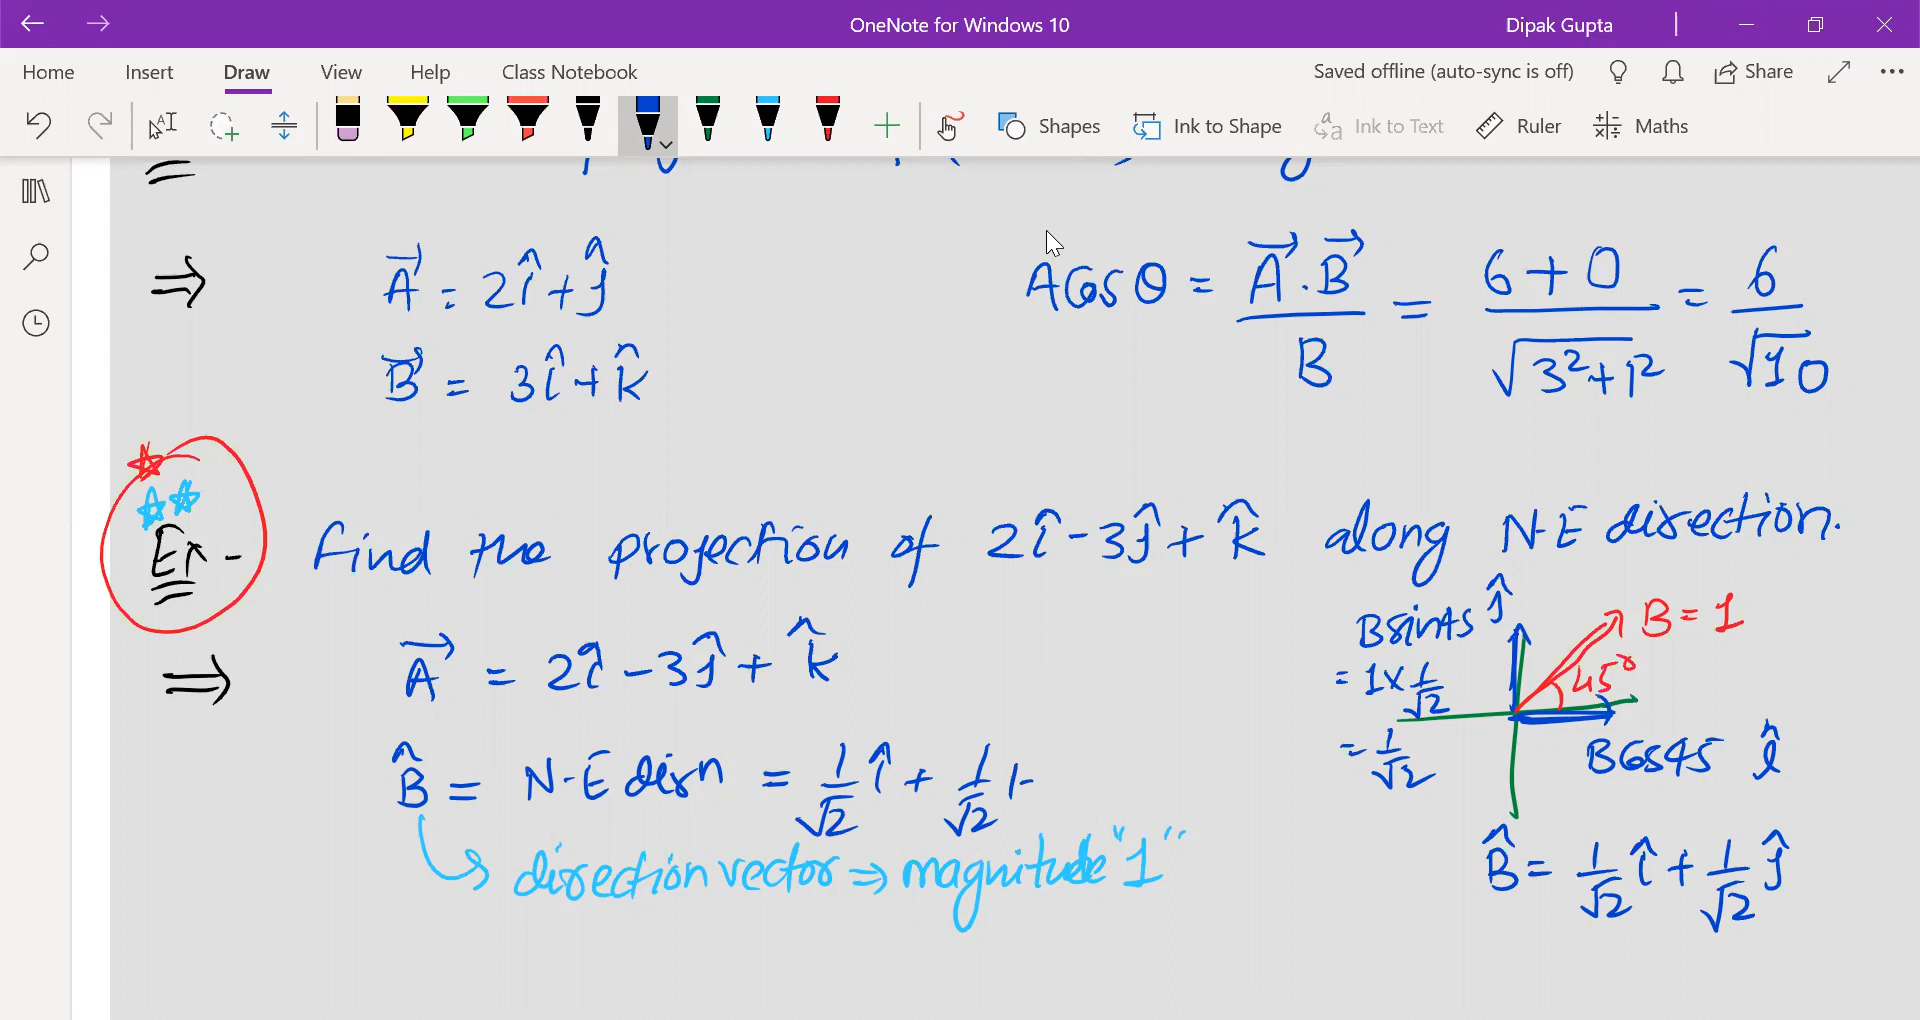 OneNote for Windows 10
Dipak Gupta
Home Insert Draw View Help Class Notebook
Saved offline (auto-sync is off)
Share
Shapes Ink to Shape Ink to Text Ruler Maths
⇒ A⃗ = 2î + ĵ
B⃗ = 3î + k̂
A Cos θ = A⃗ . B⃗ / B = 6 + 0 / √3² + 1² = 6 / √10
Ex - Find the projection of 2î - 3ĵ + k̂ along N-E direction.
⇒ A⃗ = 2î - 3ĵ + k̂
B̂ = N-E dirn = 1/√2 î + 1/√2
direction vector ⇒ magnitude "1"
B sin45 ĵ
= 1 × 1/√2
= 1/√2
B = 1
45°
B Cos45 î
B̂ = 1/√2 î + 1/√2 ĵ